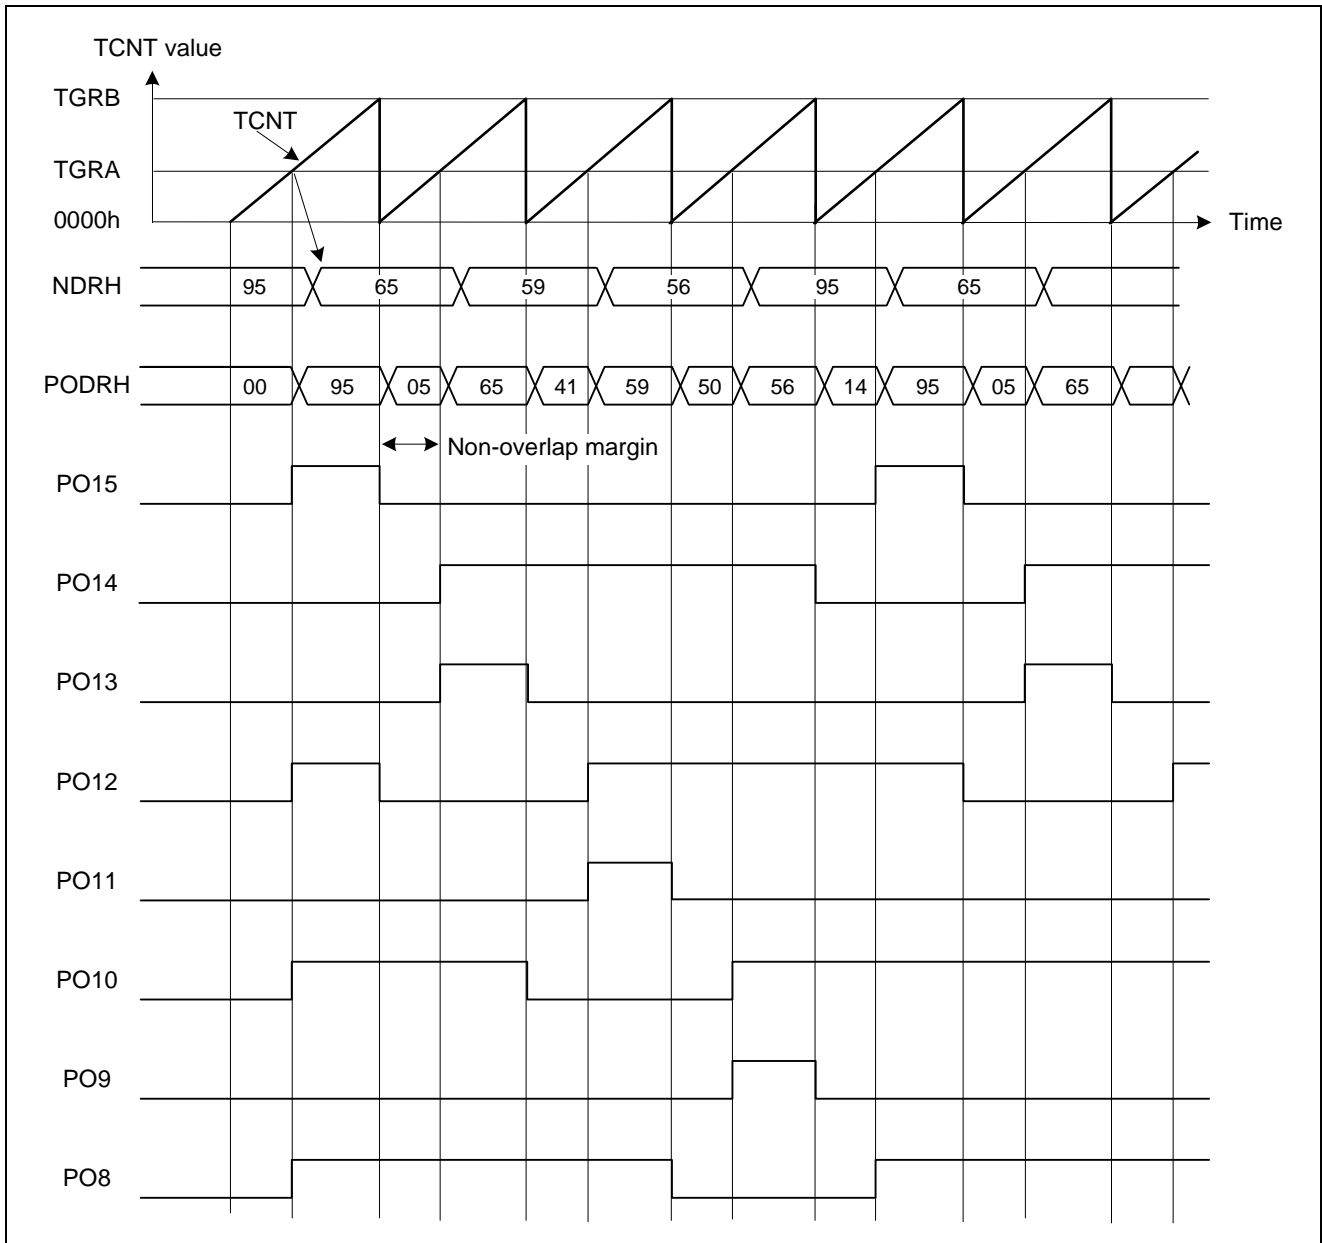 TCNT value
TGRB
TCNT
TGRA
0000h
Time
NDRH 95 65 59 56 95 65
PODRH 00 95 05 65 41 59 50 56 14 95 05 65
Non-overlap margin
PO15
PO14
PO13
PO12
PO11
PO10
PO9
PO8